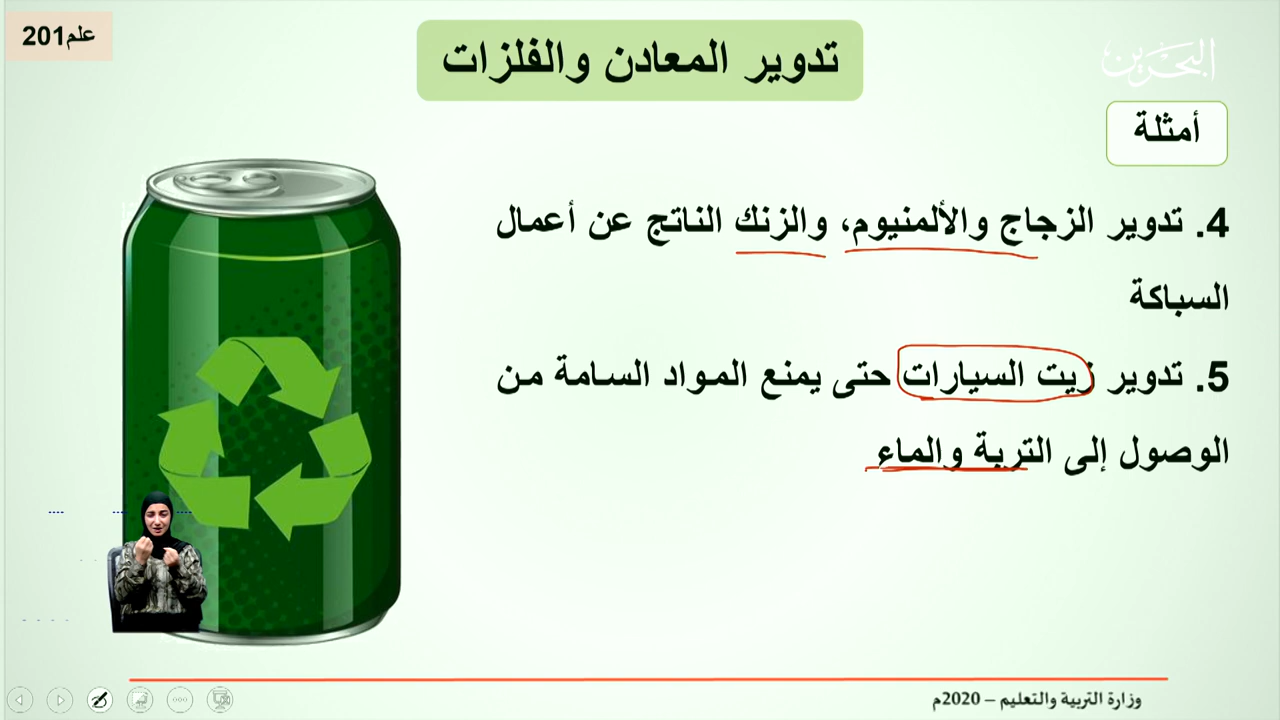 علم201
البحرين
تدوير المعادن والفلزات
أمثلة
4. تدوير الزجاج والألمنيوم، والزنك الناتج عن أعمال
السباكة
5. تدوير زيت السيارات حتى يمنع المواد السامة من
الوصول إلى التربة والماء
وزارة التربية والتعليم – 2020م